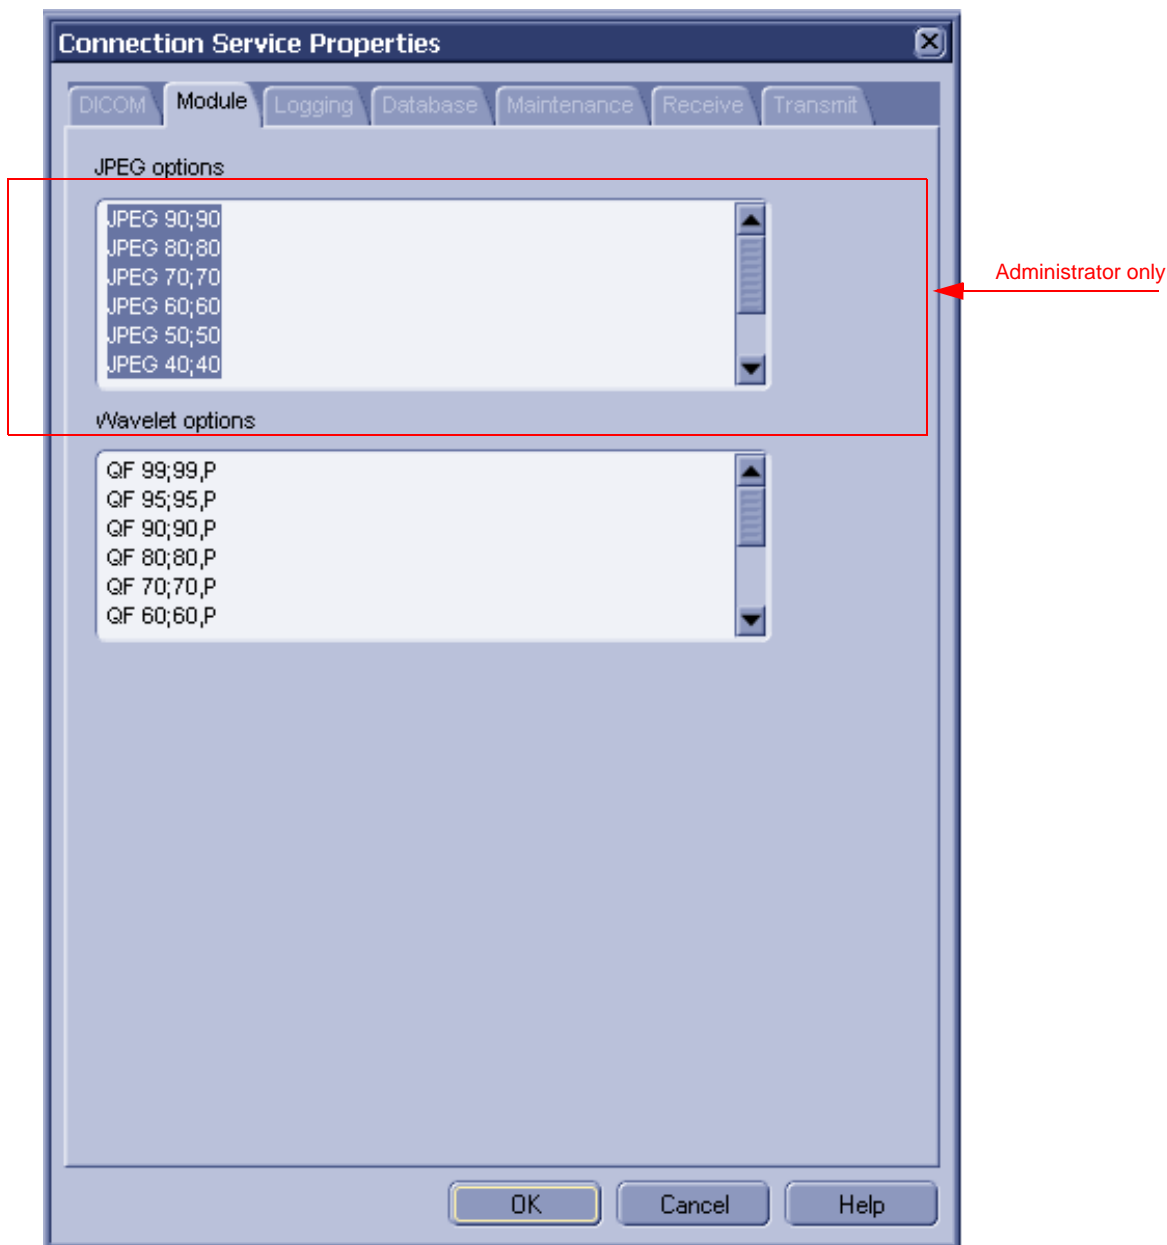 Connection Service Properties
DICOM Module Logging Database Maintenance Receive Transmit
JPEG options
JPEG 90;90
JPEG 80;80
JPEG 70;70
JPEG 60;60
JPEG 50;50
JPEG 40;40
Administrator only
Wavelet options
QF 99;99,P
QF 95;95,P
QF 90;90,P
QF 80;80,P
QF 70;70,P
QF 60;60,P
OK Cancel Help